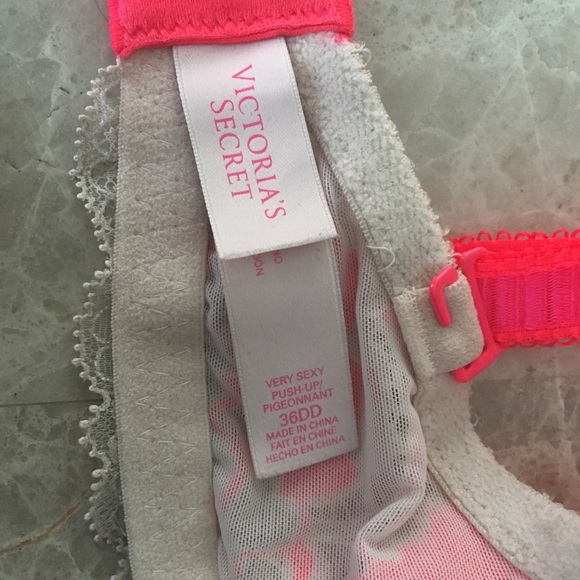 VICTORIA'S
SECRET
VERY SEXY
PUSH-UP/
PIGEONNANT
36DD
MADE IN CHINA
FAIT EN CHINE
HECHO EN CHINA